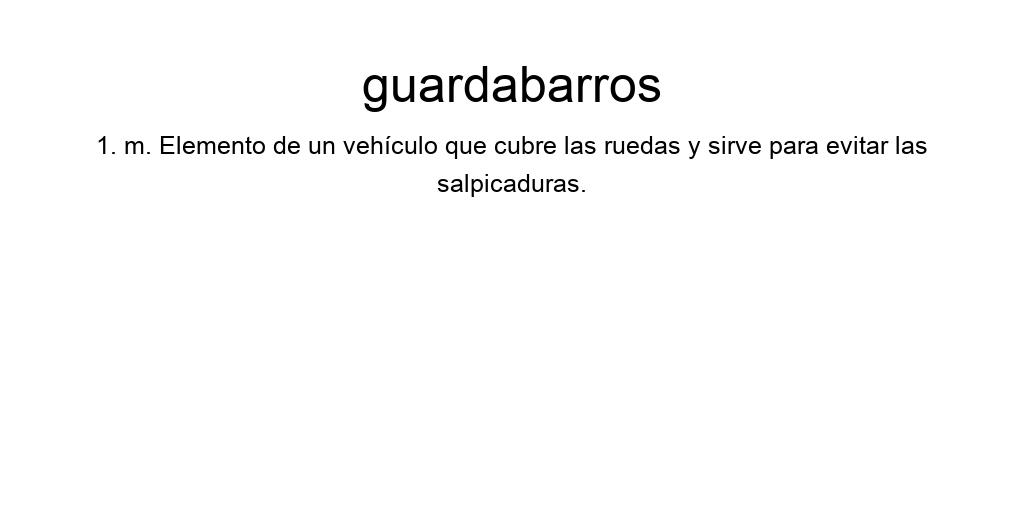 guardabarros
1. m. Elemento de un vehículo que cubre las ruedas y sirve para evitar las
salpicaduras.